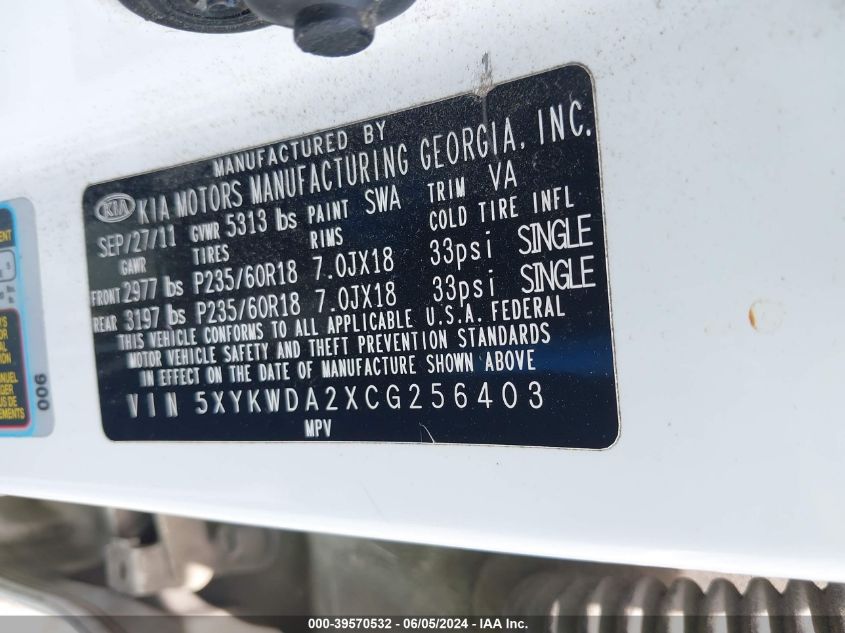 MANUFACTURED BY
KIA KIA MOTORS MANUFACTURING GEORGIA, INC.
SEP/27/11 GVWR 5313 lbs PAINT SWA TRIM VA
GAWR TIRES RIMS COLD TIRE INFL
FRONT 2977 lbs P235/60R18 7.0JX18 33psi SINGLE
REAR 3197 lbs P235/60R18 7.0JX18 33psi SINGLE
THIS VEHICLE CONFORMS TO ALL APPLICABLE U.S.A. FEDERAL
MOTOR VEHICLE SAFETY AND THEFT PREVENTION STANDARDS
IN EFFECT ON THE DATE OF MANUFACTURE SHOWN ABOVE
VIN 5XYKWDA2XCG256403
MPV
006
000-39570532 - 06/05/2024 - IAA Inc.